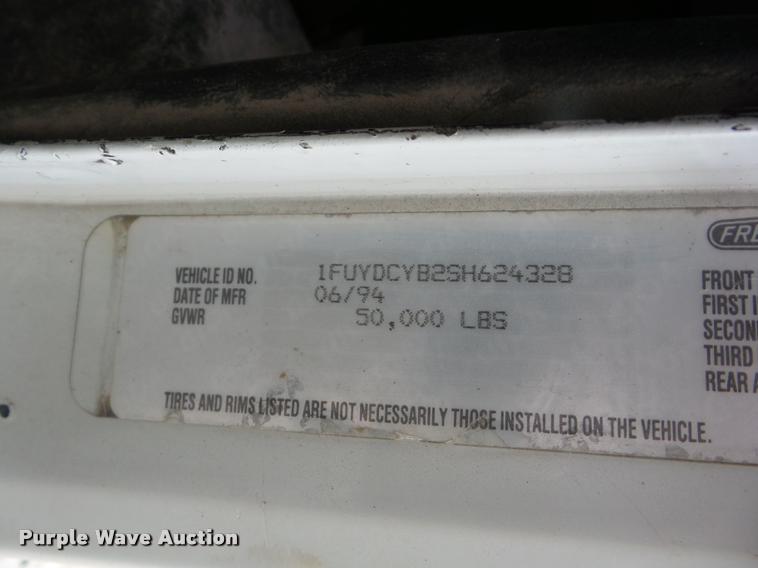 VEHICLE ID NO. 1FUYDCYB2SH624328
DATE OF MFR 06/94
GVWR 50,000 LBS
TIRES AND RIMS LISTED ARE NOT NECESSARILY THOSE INSTALLED ON THE VEHICLE.
FRE
FRONT
FIRST I
SECON
THIRD
REAR A
Purple Wave Auction